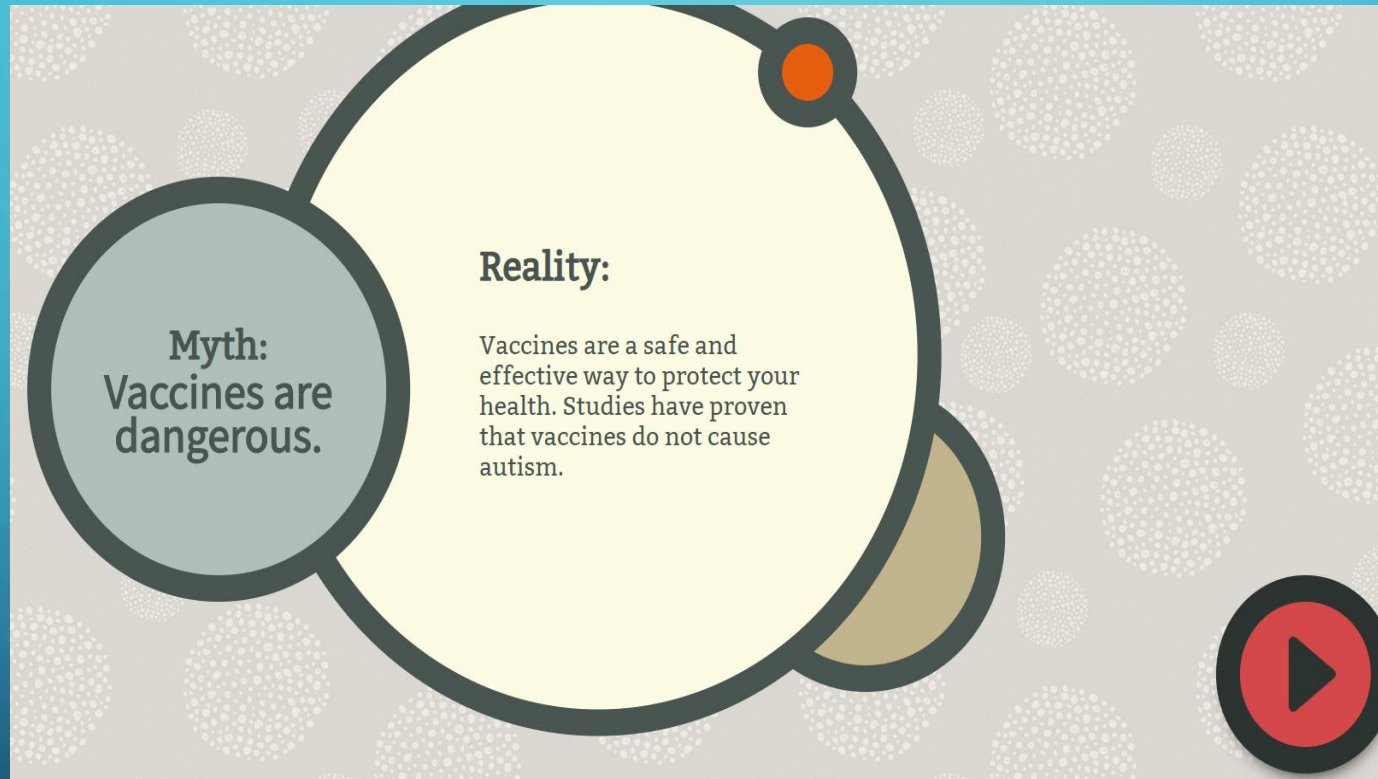 Myth:
Vaccines are
dangerous.
Reality:
Vaccines are a safe and
effective way to protect your
health. Studies have proven
that vaccines do not cause
autism.